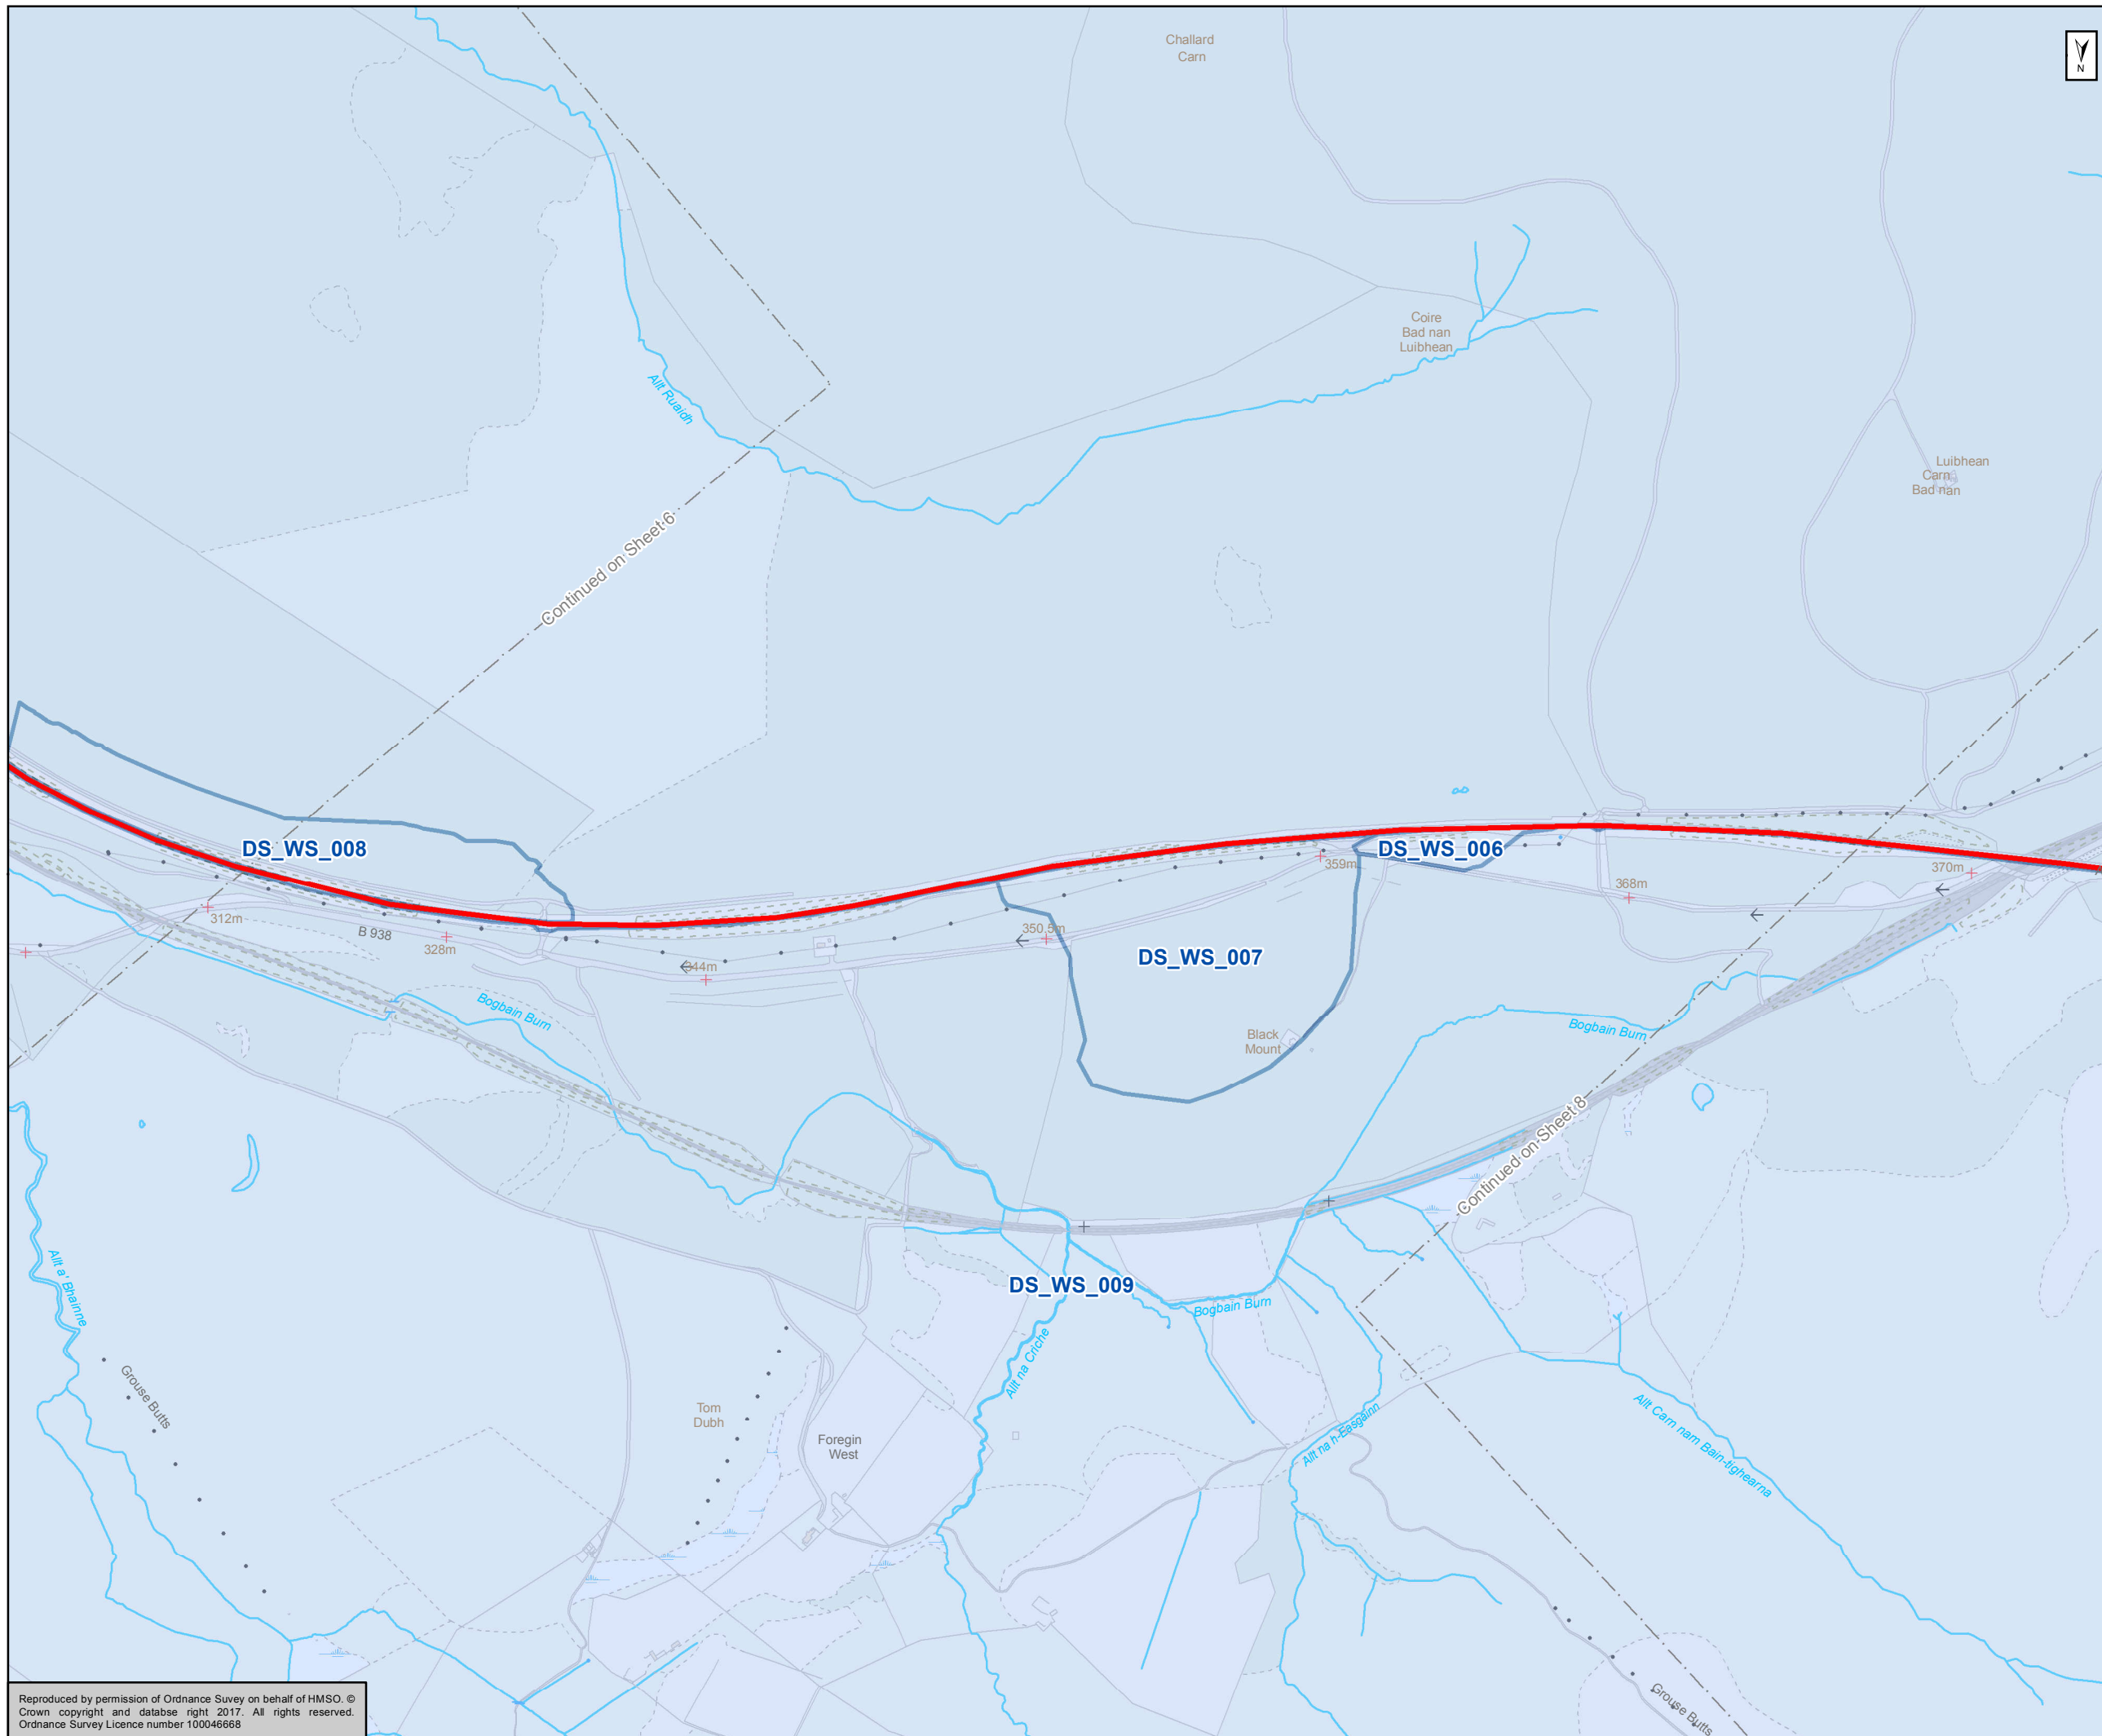 Challard
Carn
N
Coire
Bad nan
Luibhean
Allt Ruaidh
Luibhean
Carn
Bad nan
Continued on Sheet 6
DS_WS_008
DS_WS_006
359m
370m
368m
312m
B 938
328m
350.5m
344m
DS_WS_007
Bogbain Burn
Black
Mount
Bogbain Burn
Continued on Sheet 8
Allt a' Bhainne
DS_WS_009
Bogbain Burn
Allt na Criche
Grouse Butts
Tom
Dubh
Foregin
West
Allt na h-Easgainn
Allt Carn nam Bain-tighearna
Grouse Butts
Reproduced by permission of Ordnance Suvey on behalf of HMSO. ©
Crown copyright and databse right 2017. All rights reserved.
Ordnance Survey Licence number 100046668